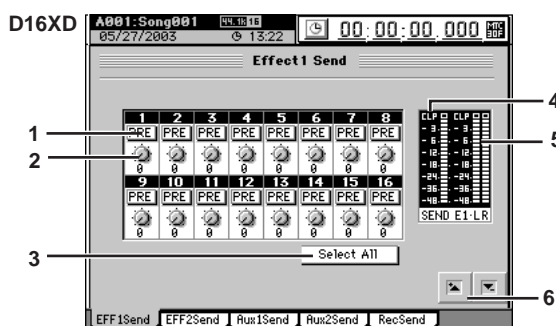 D16XD
A001:Song001 44.1k 16
05/27/2003 13:22
00:00:00.000 MTC 30F
Effect1 Send
1 2 3 4 5 6 7 8
PRE PRE PRE PRE PRE PRE PRE PRE
0 0 0 0 0 0 0 0
9 10 11 12 13 14 15 16
PRE PRE PRE PRE PRE PRE PRE PRE
0 0 0 0 0 0 0 0
Select All
CLP CLP
-3. -3.
-6. -6.
-12. -12.
-18. -18.
-24. -24.
-36. -36.
-48. -48.
SEND E1·LR
EFF1Send EFF2Send Aux1Send Aux2Send RecSend
1
2
3
4
5
6